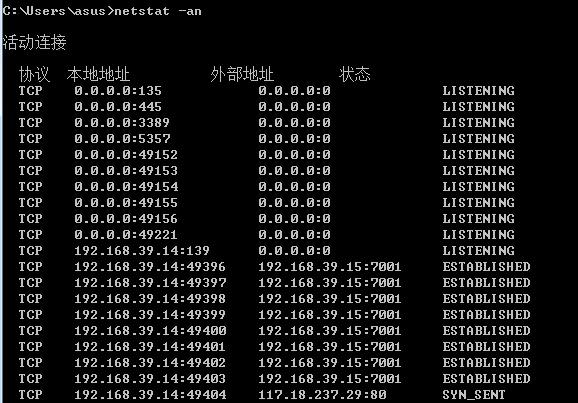 C:\Users\asus>netstat -an
活动连接
协议 本地地址 外部地址 状态
TCP 0.0.0.0:135 0.0.0.0:0 LISTENING
TCP 0.0.0.0:445 0.0.0.0:0 LISTENING
TCP 0.0.0.0:3389 0.0.0.0:0 LISTENING
TCP 0.0.0.0:5357 0.0.0.0:0 LISTENING
TCP 0.0.0.0:49152 0.0.0.0:0 LISTENING
TCP 0.0.0.0:49153 0.0.0.0:0 LISTENING
TCP 0.0.0.0:49154 0.0.0.0:0 LISTENING
TCP 0.0.0.0:49155 0.0.0.0:0 LISTENING
TCP 0.0.0.0:49156 0.0.0.0:0 LISTENING
TCP 0.0.0.0:49221 0.0.0.0:0 LISTENING
TCP 192.168.39.14:139 0.0.0.0:0 LISTENING
TCP 192.168.39.14:49396 192.168.39.15:7001 ESTABLISHED
TCP 192.168.39.14:49397 192.168.39.15:7001 ESTABLISHED
TCP 192.168.39.14:49398 192.168.39.15:7001 ESTABLISHED
TCP 192.168.39.14:49399 192.168.39.15:7001 ESTABLISHED
TCP 192.168.39.14:49400 192.168.39.15:7001 ESTABLISHED
TCP 192.168.39.14:49401 192.168.39.15:7001 ESTABLISHED
TCP 192.168.39.14:49402 192.168.39.15:7001 ESTABLISHED
TCP 192.168.39.14:49403 192.168.39.15:7001 ESTABLISHED
TCP 192.168.39.14:49404 117.18.237.29:80 SYN_SENT